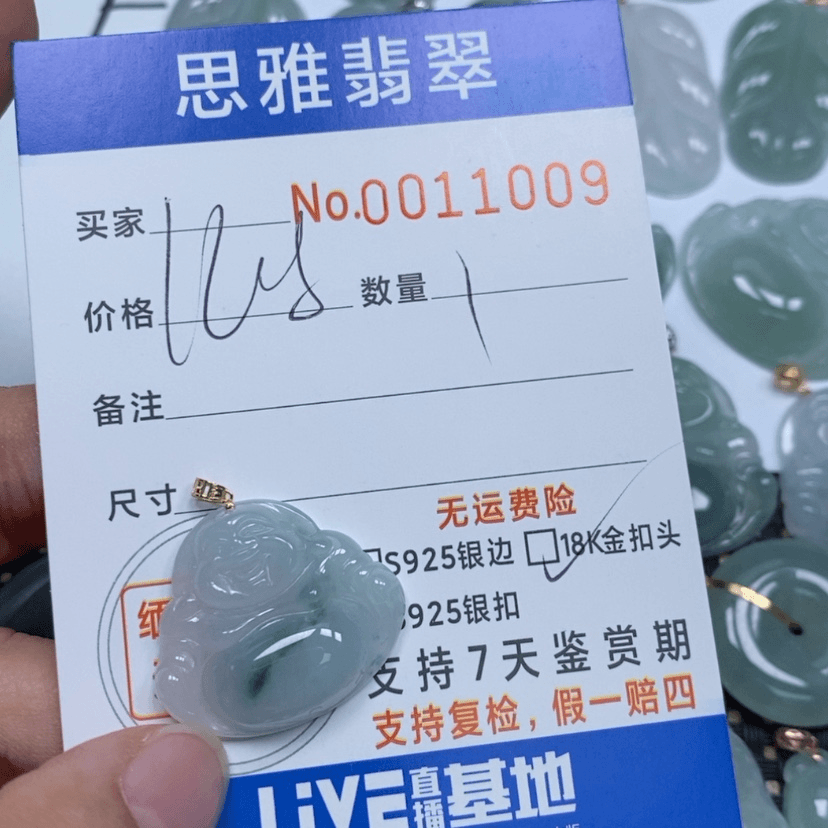 思雅翡翠
No.0011009
买家
价格 数量 1
备注
尺寸
无运费险
S925银边 18K金扣头
925银扣
缅
支持7天鉴赏期
支持复检，假一赔四
LiVE直播基地